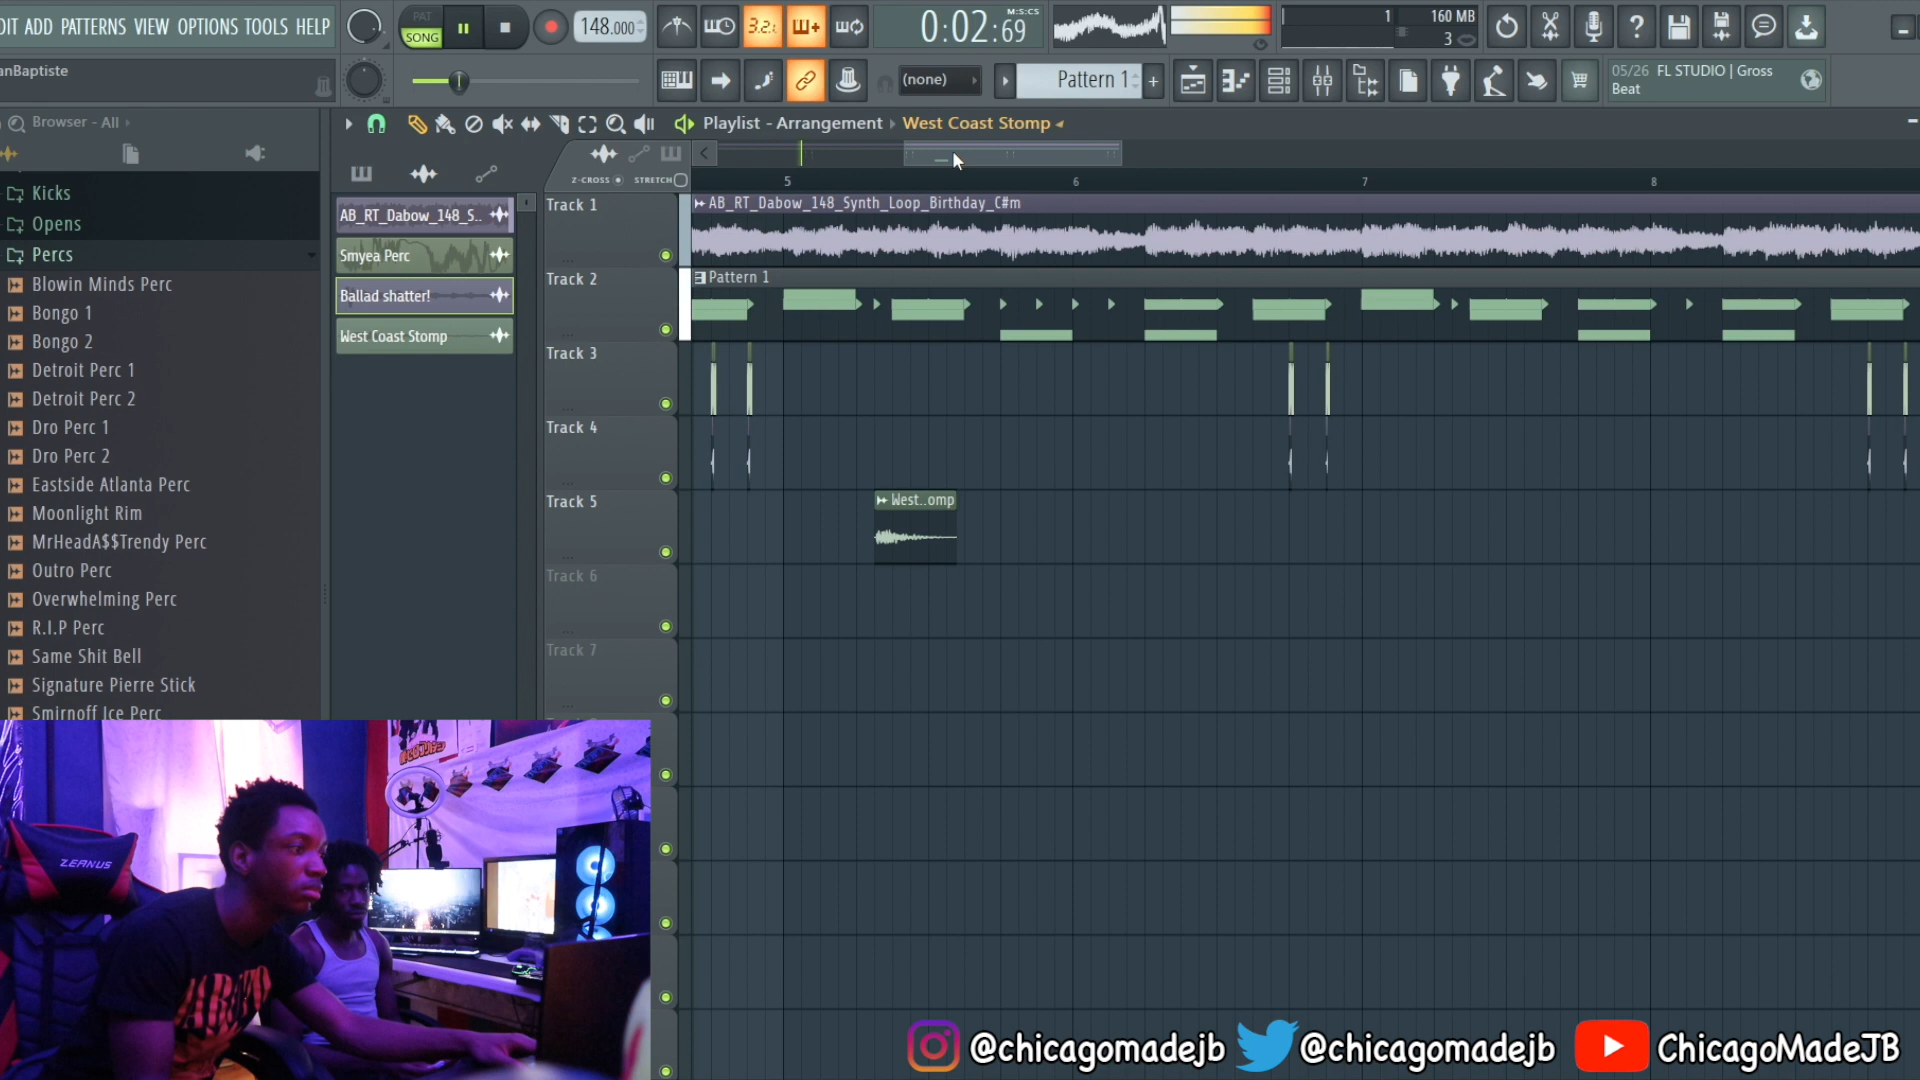 DIT ADD PATTERNS VIEW OPTIONS TOOLS HELP
PAT
SONG
148.000
3.2.1
0:02:69
M:S:CS
1
160 MB
3
anBaptiste
(none)
Pattern 1
+
05/26 FL STUDIO | Gross
Beat
Browser - All
Playlist - Arrangement
West Coast Stomp
Z-CROSS
STRETCH
5
6
7
8
Kicks
Opens
Percs
Blowin Minds Perc
Bongo 1
Bongo 2
Detroit Perc 1
Detroit Perc 2
Dro Perc 1
Dro Perc 2
Eastside Atlanta Perc
Moonlight Rim
MrHeadA$$Trendy Perc
Outro Perc
Overwhelming Perc
R.I.P Perc
Same Shit Bell
Signature Pierre Stick
Smirnoff Ice Perc
AB_RT_Dabow_148_S..
Smyea Perc
Ballad shatter!
West Coast Stomp
Track 1
AB_RT_Dabow_148_Synth_Loop_Birthday_C#m
Track 2
Pattern 1
Track 3
Track 4
Track 5
West..omp
Track 6
Track 7
ZEANUS
@chicagomadejb
@chicagomadejb
ChicagoMadeJB